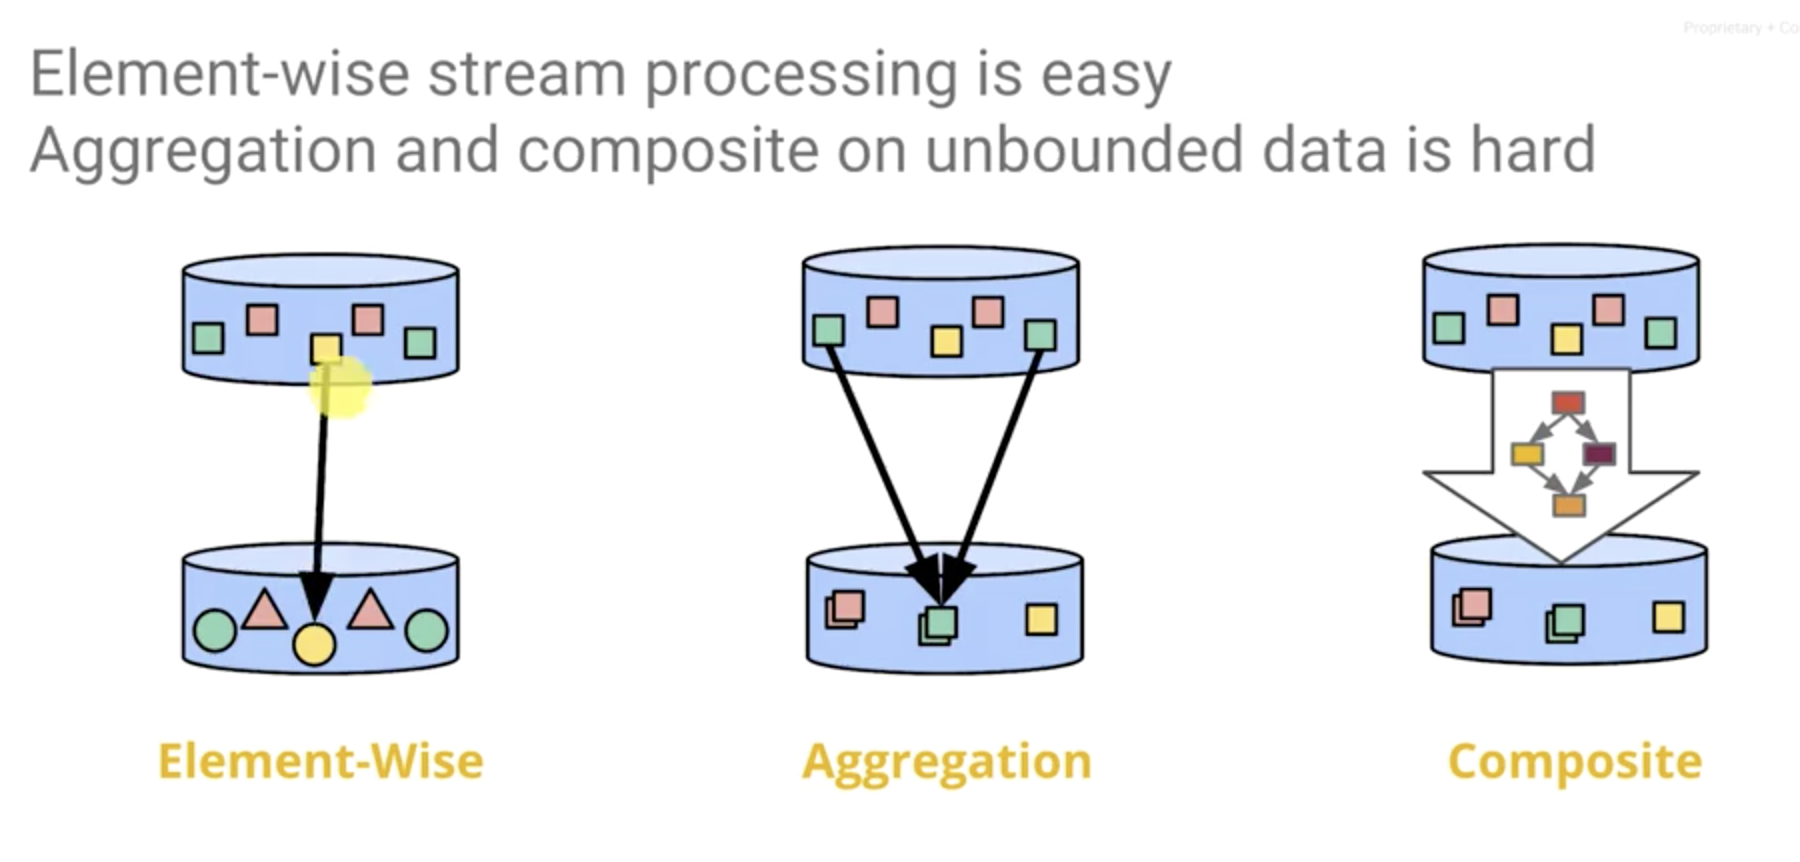 Proprietary + Co
Element-wise stream processing is easy
Aggregation and composite on unbounded data is hard
Element-Wise
Aggregation
Composite